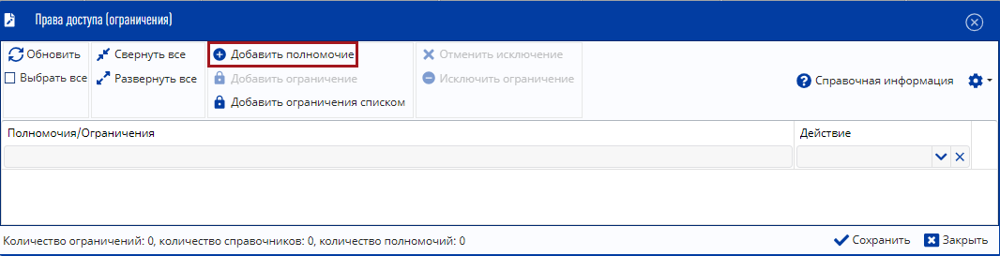 Права доступа (ограничения)
Обновить
Выбрать все
Свернуть все
Развернуть все
Добавить полномочие
Добавить ограничение
Добавить ограничения списком
Отменить исключение
Исключить ограничение
Справочная информация
Полномочия/Ограничения Действие
Количество ограничений: 0, количество справочников: 0, количество полномочий: 0
Сохранить Закрыть